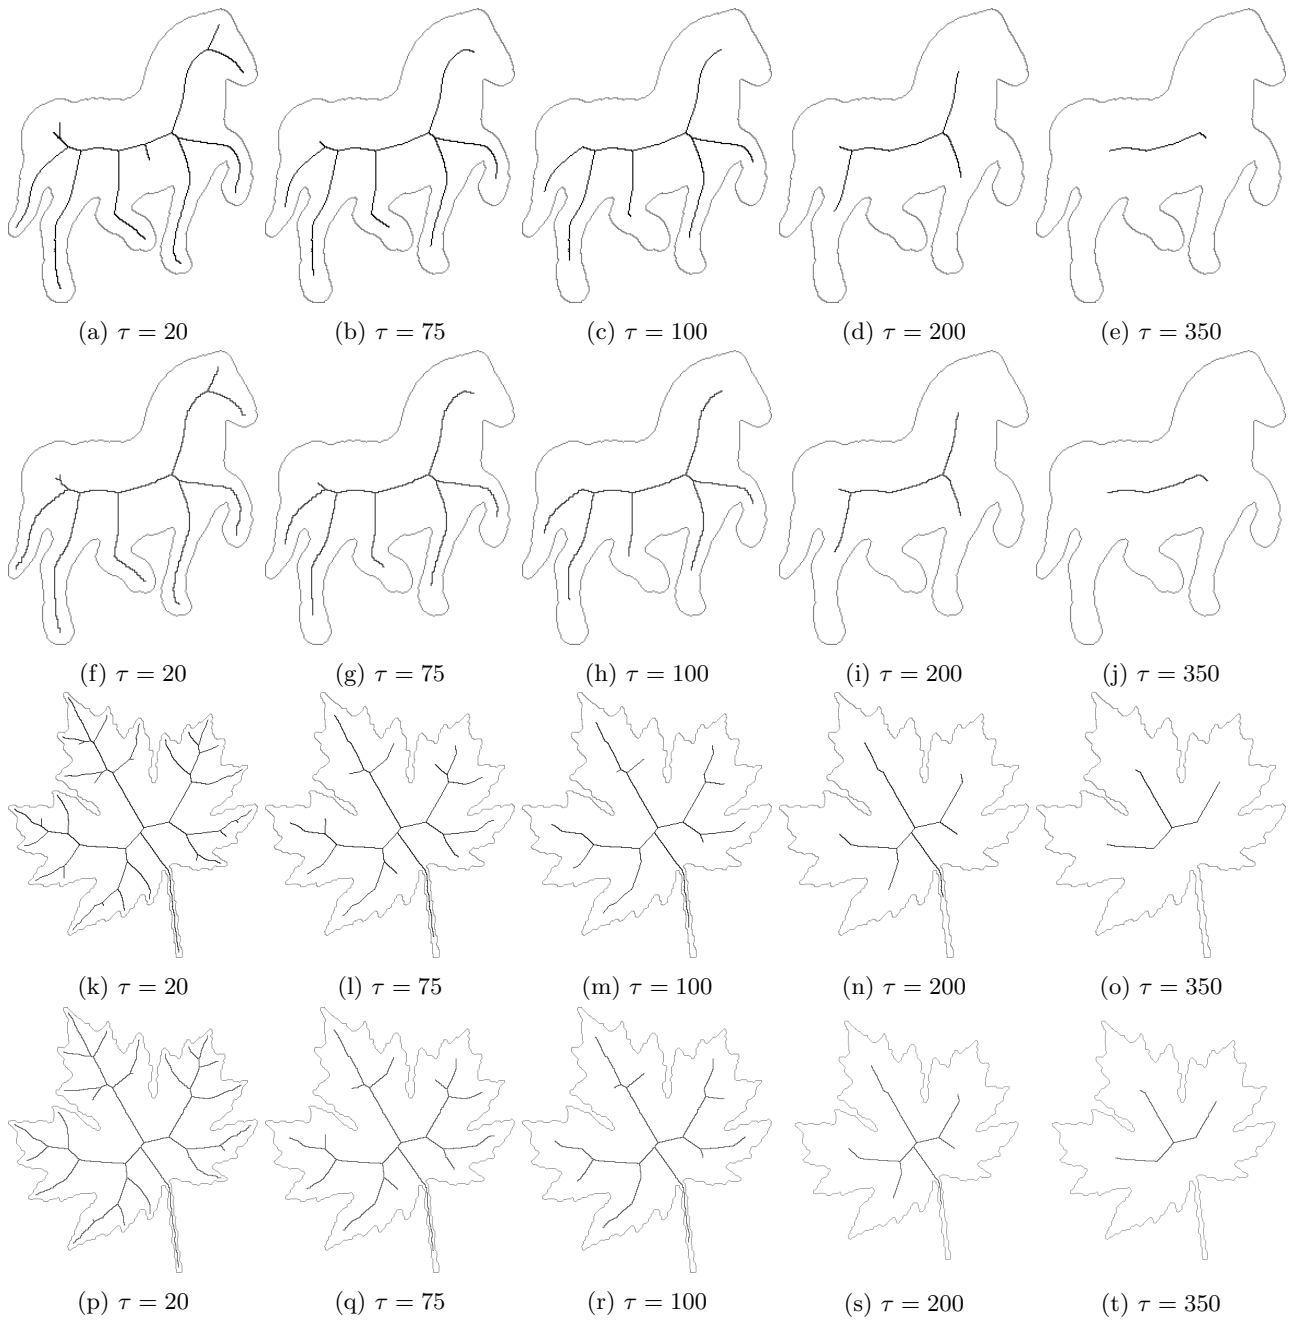 (a) τ = 20 (b) τ = 75 (c) τ = 100 (d) τ = 200 (e) τ = 350
(f) τ = 20 (g) τ = 75 (h) τ = 100 (i) τ = 200 (j) τ = 350
(k) τ = 20 (l) τ = 75 (m) τ = 100 (n) τ = 200 (o) τ = 350
(p) τ = 20 (q) τ = 75 (r) τ = 100 (s) τ = 200 (t) τ = 350